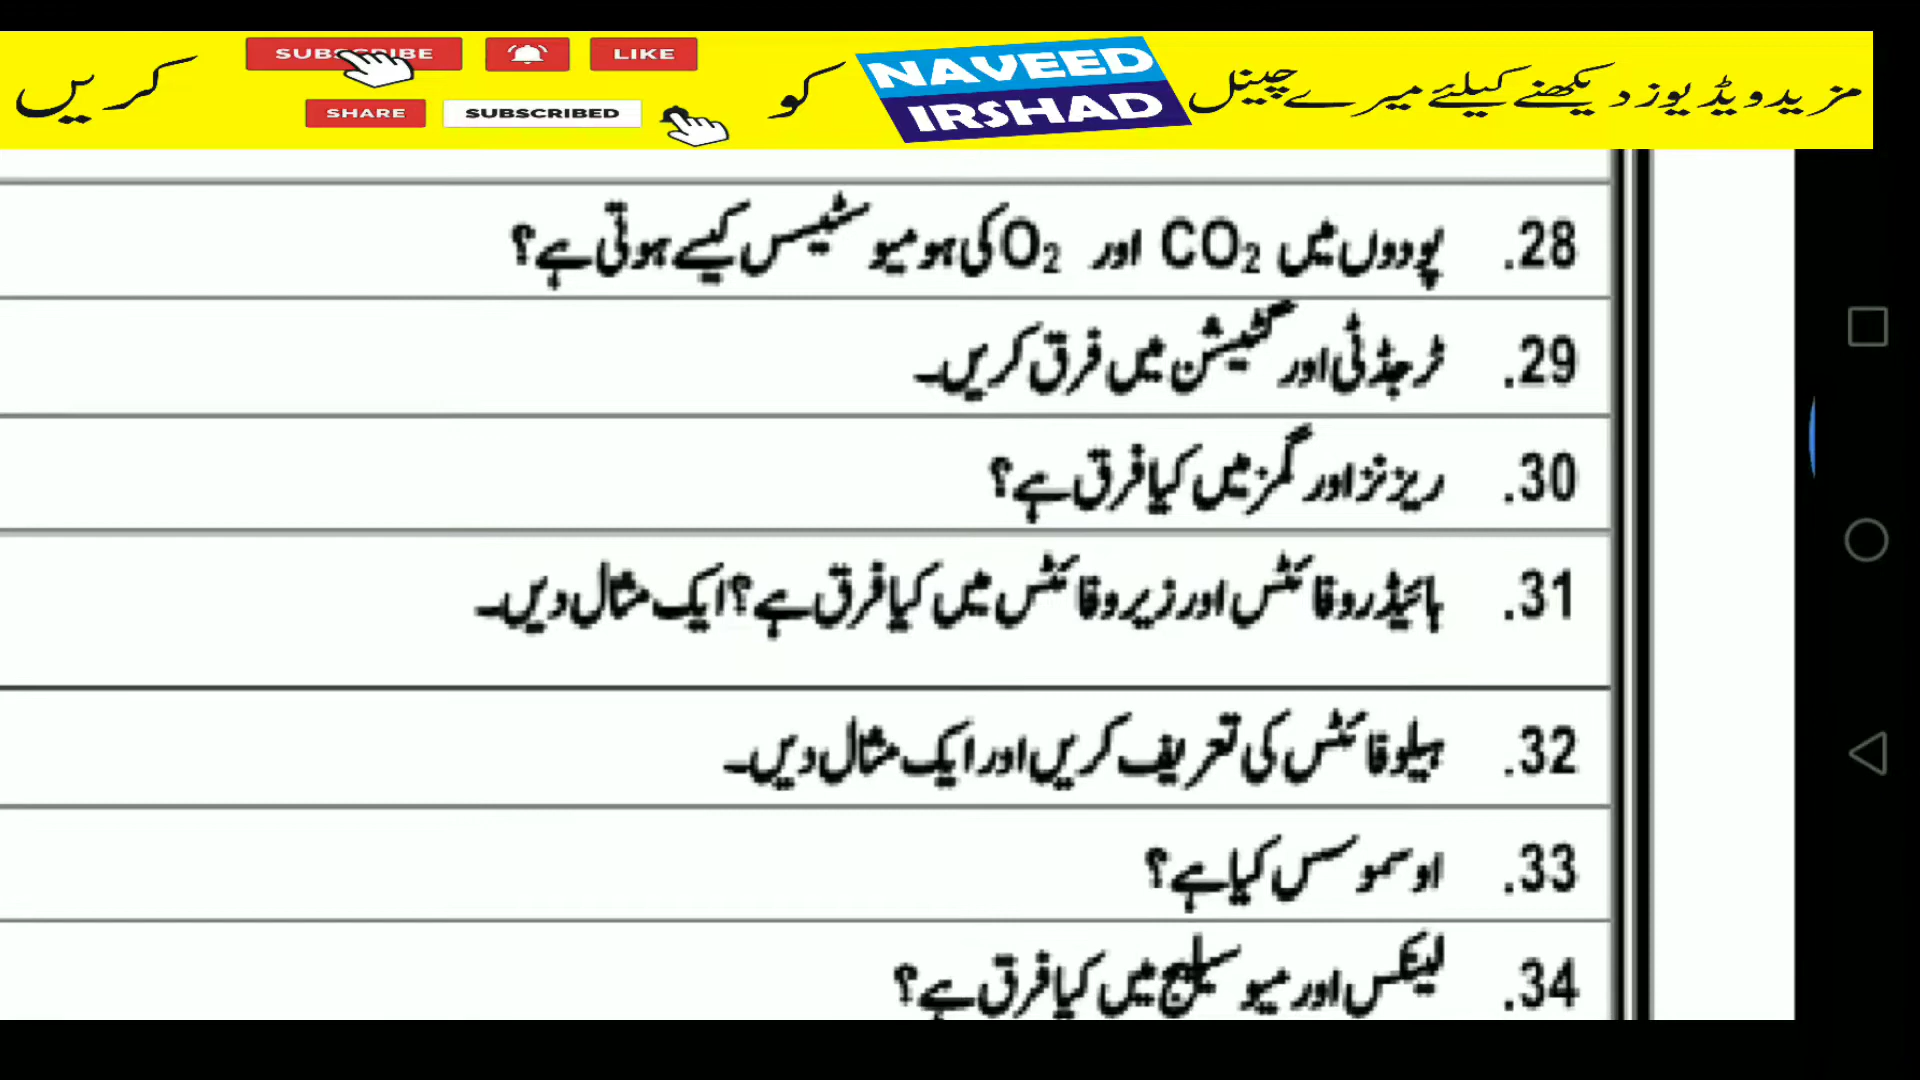 مزید ویڈیوز دیکھنے کیلئے میرے چینل NAVEED IRSHAD کو SUBSCRIBE LIKE SHARE SUBSCRIBED کریں
28. پودوں میں CO₂ اور O₂ کی ہومیوسٹیسس کیسے ہوتی ہے؟
29. ٹرجڈٹی اور گٹیشن میں فرق کریں۔
30. ریزنز اور گمز میں کیا فرق ہے؟
31. ہائیڈروفائٹس اور زیروفائٹس میں کیا فرق ہے؟ ایک مثال دیں۔
32. ہیلوفائٹس کی تعریف کریں اور ایک مثال دیں۔
33. اوسموسس کیا ہے؟
34. لیٹکس اور میوسیلیج میں کیا فرق ہے؟